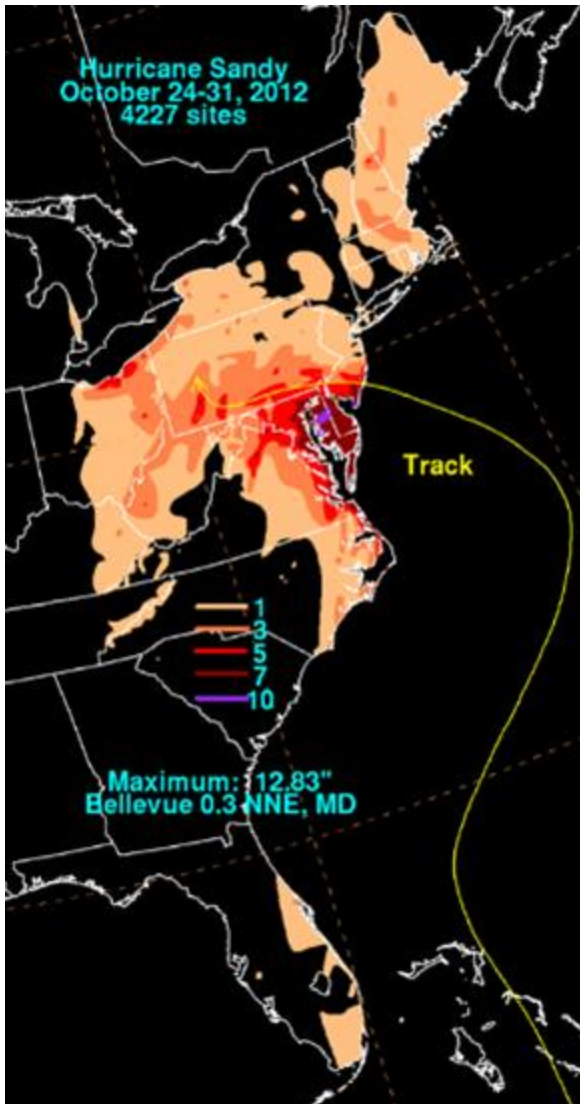 Hurricane Sandy
October 24-31, 2012
4227 sites
Track
1
3
5
7
10
Maximum: 12.83"
Bellevue 0.3 NNE, MD